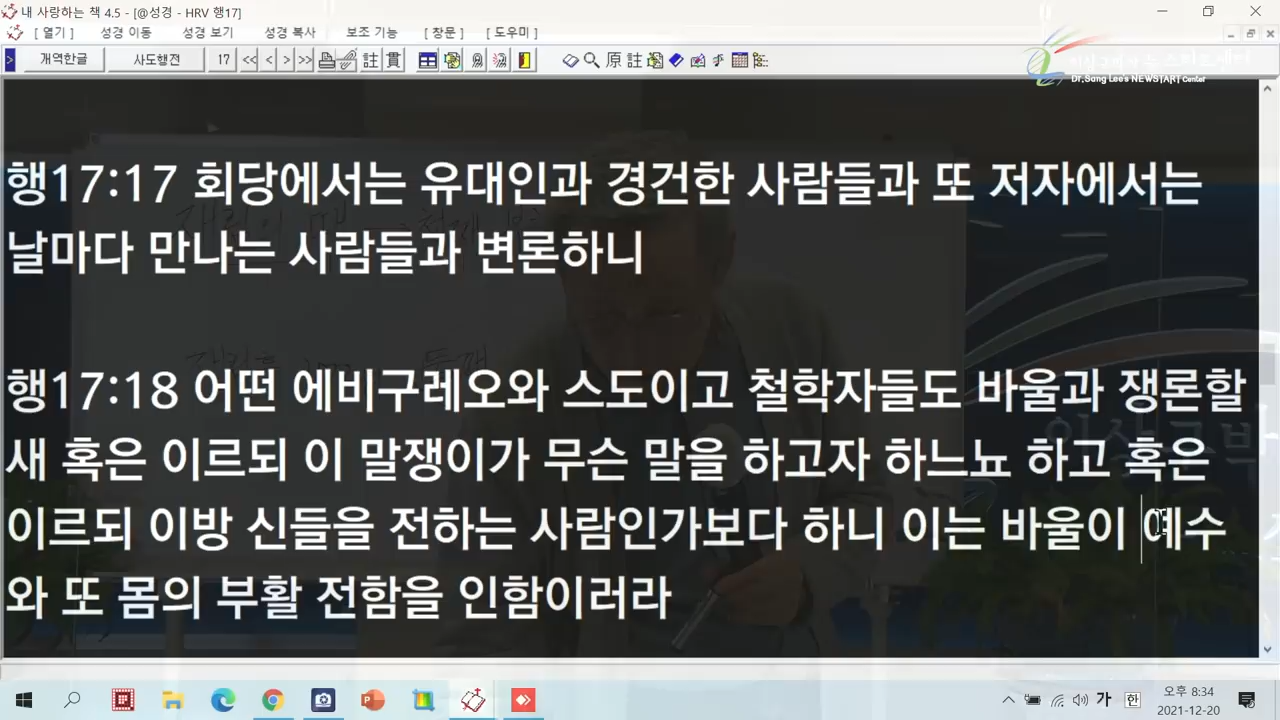 내 사랑하는 책 4.5 - [@성경 - HRV 행17]
[ 열기 ] 성경 이동 성경 보기 성경 복사 보조 기능 [ 창문 ] [ 도우미 ]
개역한글 사도행전 17 << < > >> 註 貫 原 註
Dr.Sang Lee's NEWSTART Center
행17:17 회당에서는 유대인과 경건한 사람들과 또 저자에서는
날마다 만나는 사람들과 변론하니
행17:18 어떤 에비구레오와 스도이고 철학자들도 바울과 쟁론할
새 혹은 이르되 이 말쟁이가 무슨 말을 하고자 하느뇨 하고 혹은
이르되 이방 신들을 전하는 사람인가보다 하니 이는 바울이 예수
와 또 몸의 부활 전함을 인함이러라
가 한 오후 8:34
2021-12-20